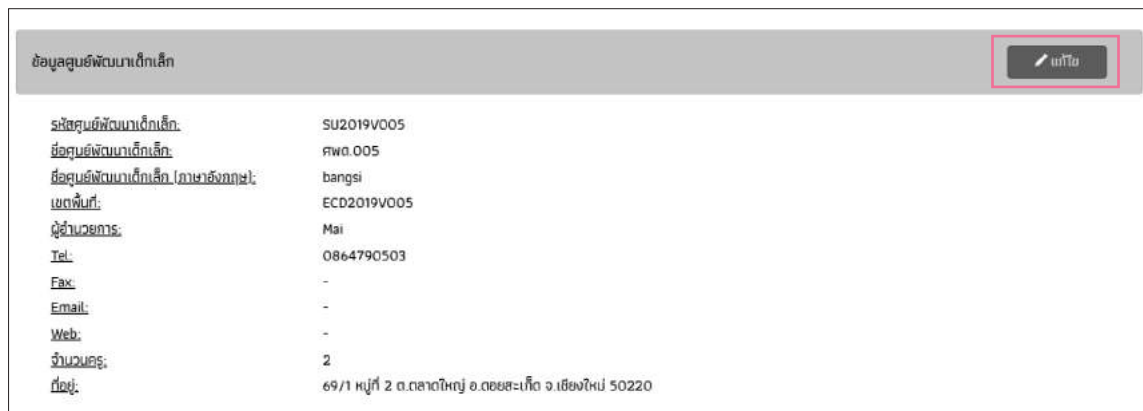 ข้อมูลศูนย์พัฒนาเด็กเล็ก แก้ไข
รหัสศูนย์พัฒนาเด็กเล็ก: SU2019V005
ชื่อศูนย์พัฒนาเด็กเล็ก: ศพด.005
ชื่อศูนย์พัฒนาเด็กเล็ก (ภาษาอังกฤษ): bangsi
เขตพื้นที่: ECD2019V005
ผู้อำนวยการ: Mai
Tel: 0864790503
Fax: -
Email: -
Web: -
จำนวนครู: 2
ที่อยู่: 69/1 หมู่ที่ 2 ต.ตลาดใหญ่ อ.ดอยสะเก็ด จ.เชียงใหม่ 50220